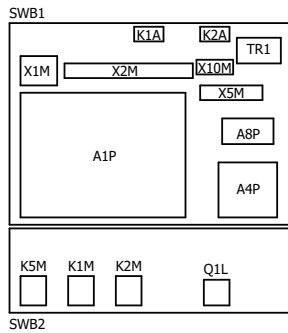 SWB1
K1A K2A
TR1
X1M X2M X10M
X5M
A8P
A1P
A4P
K5M K1M K2M Q1L
SWB2